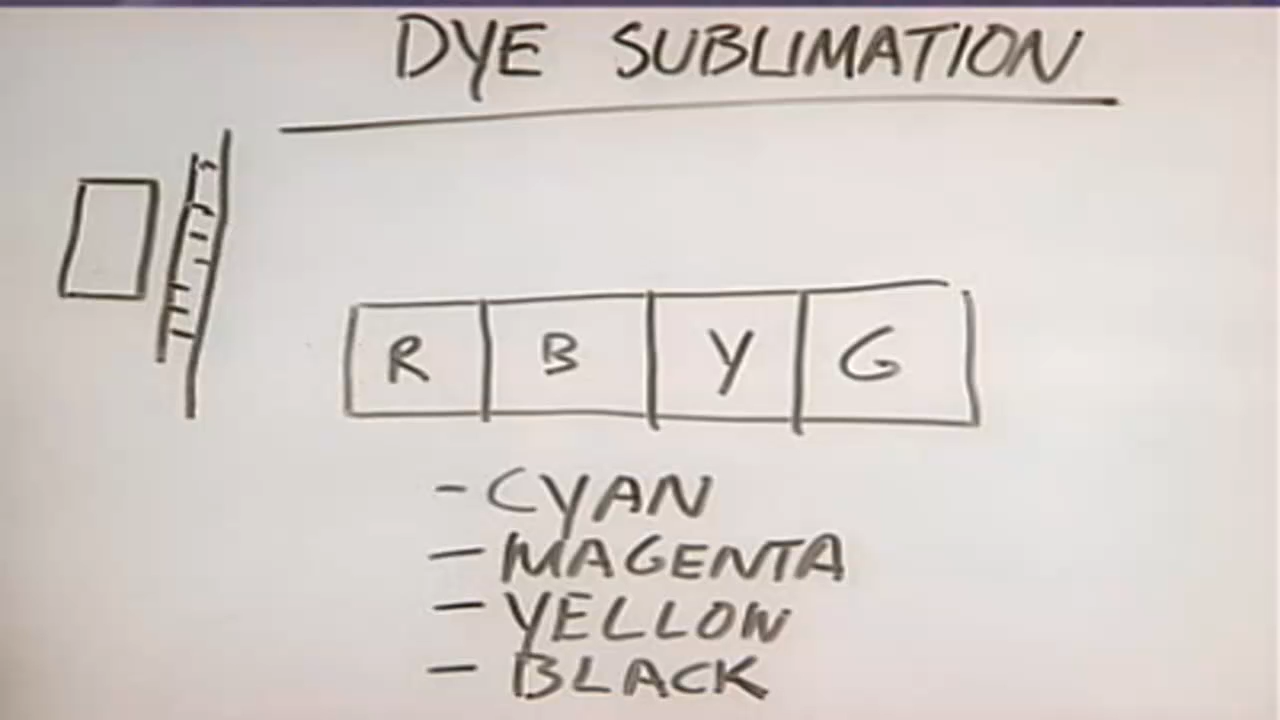 DYE SUBLIMATION
R B Y G
- CYAN
- MAGENTA
- YELLOW
- BLACK